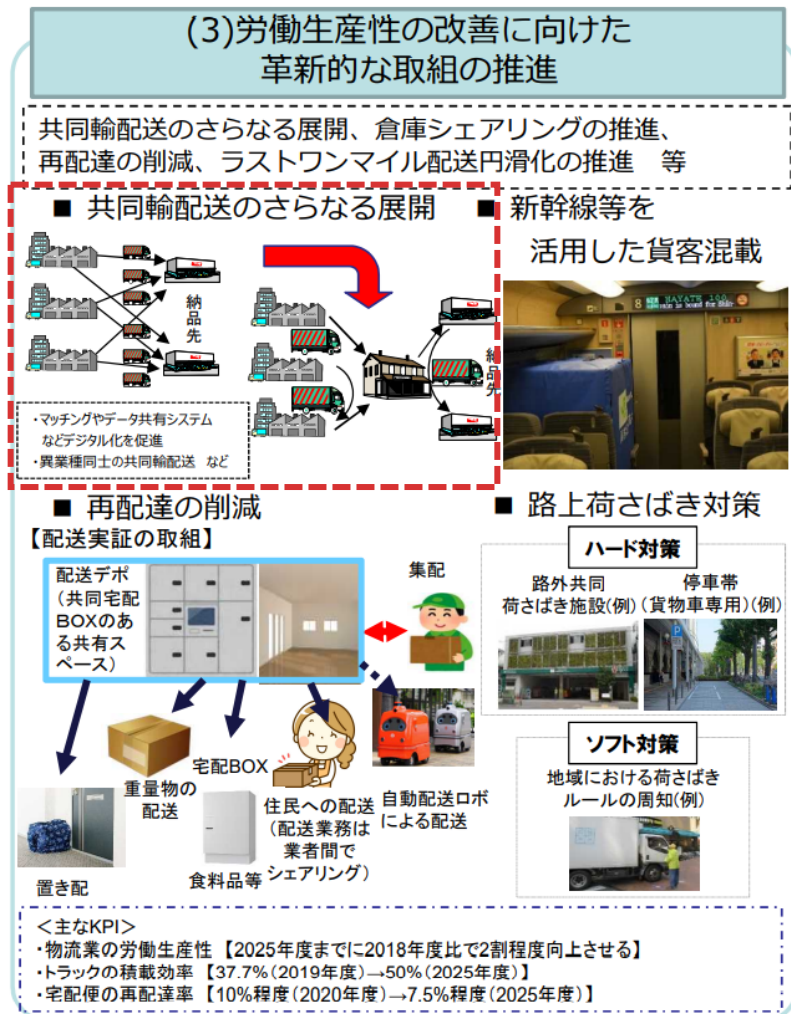 (3)労働生産性の改善に向けた
革新的な取組の推進
共同輸配送のさらなる展開、倉庫シェアリングの推進、
再配達の削減、ラストワンマイル配送円滑化の推進　等
■ 共同輸配送のさらなる展開
納品先
納品先
・マッチングやデータ共有システム
などデジタル化を促進
・異業種同士の共同輸配送　など
■ 新幹線等を
活用した貨客混載
8
HAYATE 100
■ 再配達の削減
【配送実証の取組】
配送デポ
(共同宅配
BOXのあ
る共有ス
ペース)
集配
重量物の
配送
宅配BOX
食料品等
置き配
住民への配送
(配送業務は
業者間で
シェアリング)
自動配送ロボ
による配送
■ 路上荷さばき対策
ハード対策
路外共同
荷さばき施設(例)
停車帯
(貨物車専用)(例)
P
ソフト対策
地域における荷さばき
ルールの周知(例)
＜主なKPI＞
・物流業の労働生産性 【2025年度までに2018年度比で2割程度向上させる】
・トラックの積載効率 【37.7%(2019年度)→50%(2025年度)】
・宅配便の再配達率 【10%程度(2020年度)→7.5%程度(2025年度)】